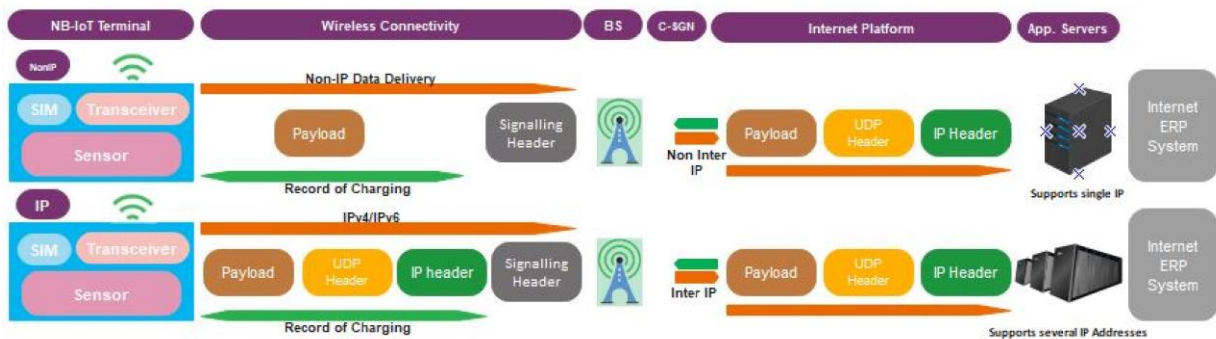 NB-IoT Terminal
Wireless Connectivity
BS
C-SGN
Internet Platform
App. Servers
NonIP
SIM
Transceiver
Sensor
Non-IP Data Delivery
Payload
Signalling
Header
Record of Charging
Non Inter
IP
Payload
UDP
Header
IP Header
Supports single IP
Internet
ERP
System
IP
SIM
Transceiver
Sensor
IPv4/IPv6
Payload
UDP
Header
IP header
Signalling
Header
Record of Charging
Inter IP
Payload
UDP
Header
IP Header
Supports several IP Addresses
Internet
ERP
System